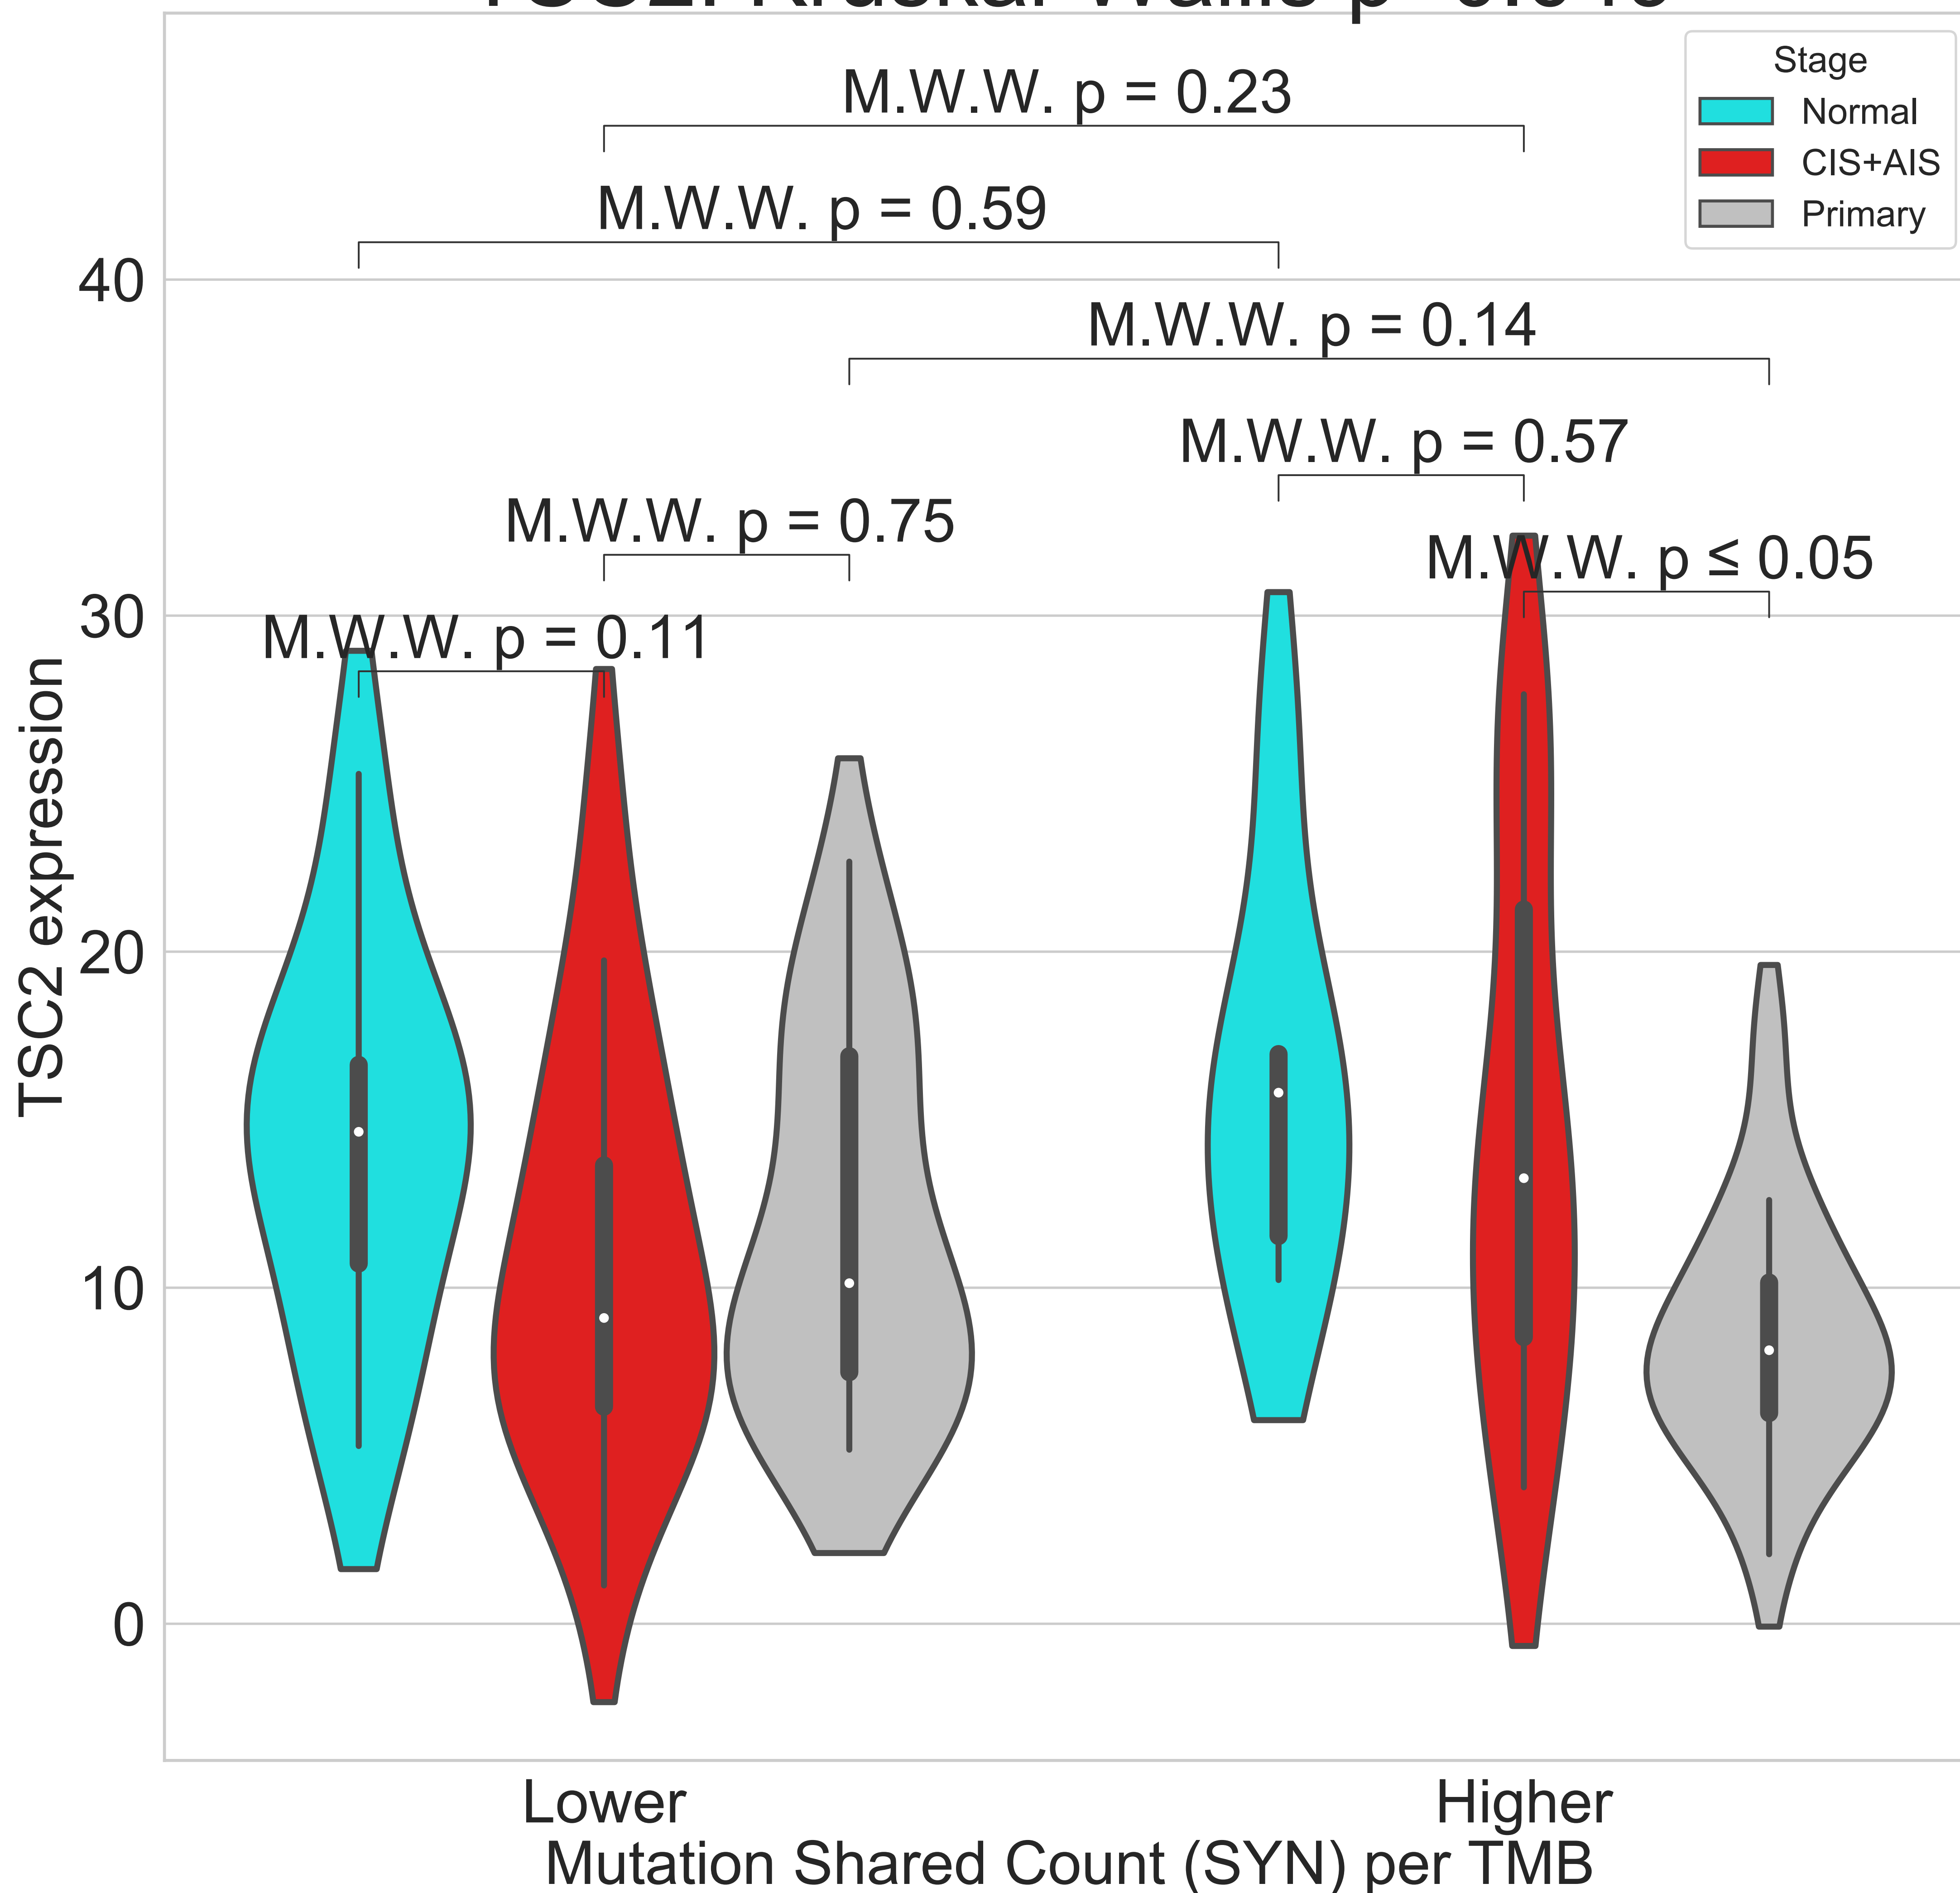 M.W.W. p = 0.23
Stage
Normal
CIS+AIS
Primary
M.W.W. p = 0.59
40
M.W.W. p = 0.14
M.W.W. p = 0.57
M.W.W. p = 0.75
M.W.W. p ≤ 0.05
30
M.W.W. p = 0.11
TSC2 expression
20
10
0
Lower
Higher
Mutation Shared Count (SYN) per TMB